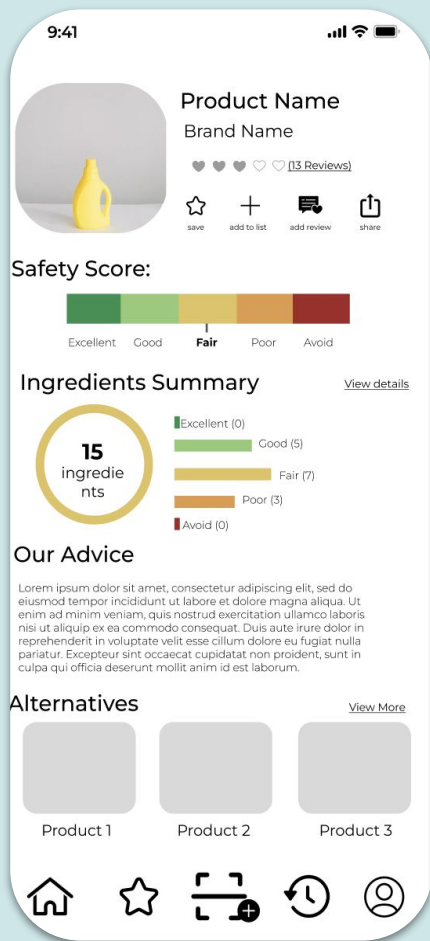 9:41
Product Name
Brand Name
(13 Reviews)
save
add to list
add review
share
Safety Score:
Excellent
Good
Fair
Poor
Avoid
Ingredients Summary
View details
15
ingredie
nts
Excellent (0)
Good (5)
Fair (7)
Poor (3)
Avoid (0)
Our Advice
Lorem ipsum dolor sit amet, consectetur adipiscing elit, sed do
eiusmod tempor incididunt ut labore et dolore magna aliqua. Ut
enim ad minim veniam, quis nostrud exercitation ullamco laboris
nisi ut aliquip ex ea commodo consequat. Duis aute irure dolor in
reprehenderit in voluptate velit esse cillum dolore eu fugiat nulla
pariatur. Excepteur sint occaecat cupidatat non proident, sunt in
culpa qui officia deserunt mollit anim id est laborum.
Alternatives
View More
Product 1
Product 2
Product 3